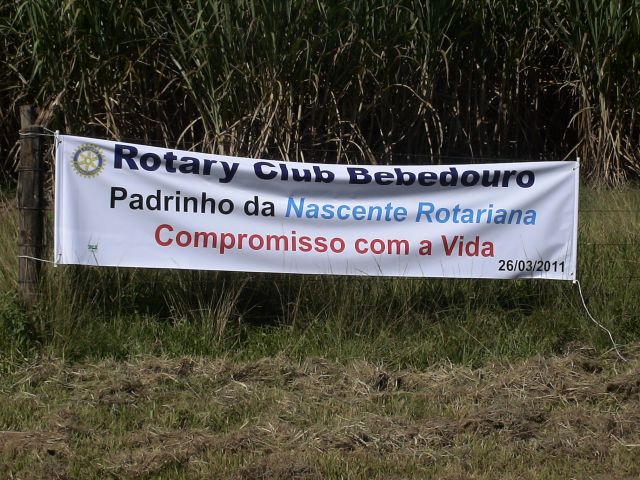 Rotary Club Bebedouro
Padrinho da Nascente Rotariana
Compromisso com a Vida
26/03/2011